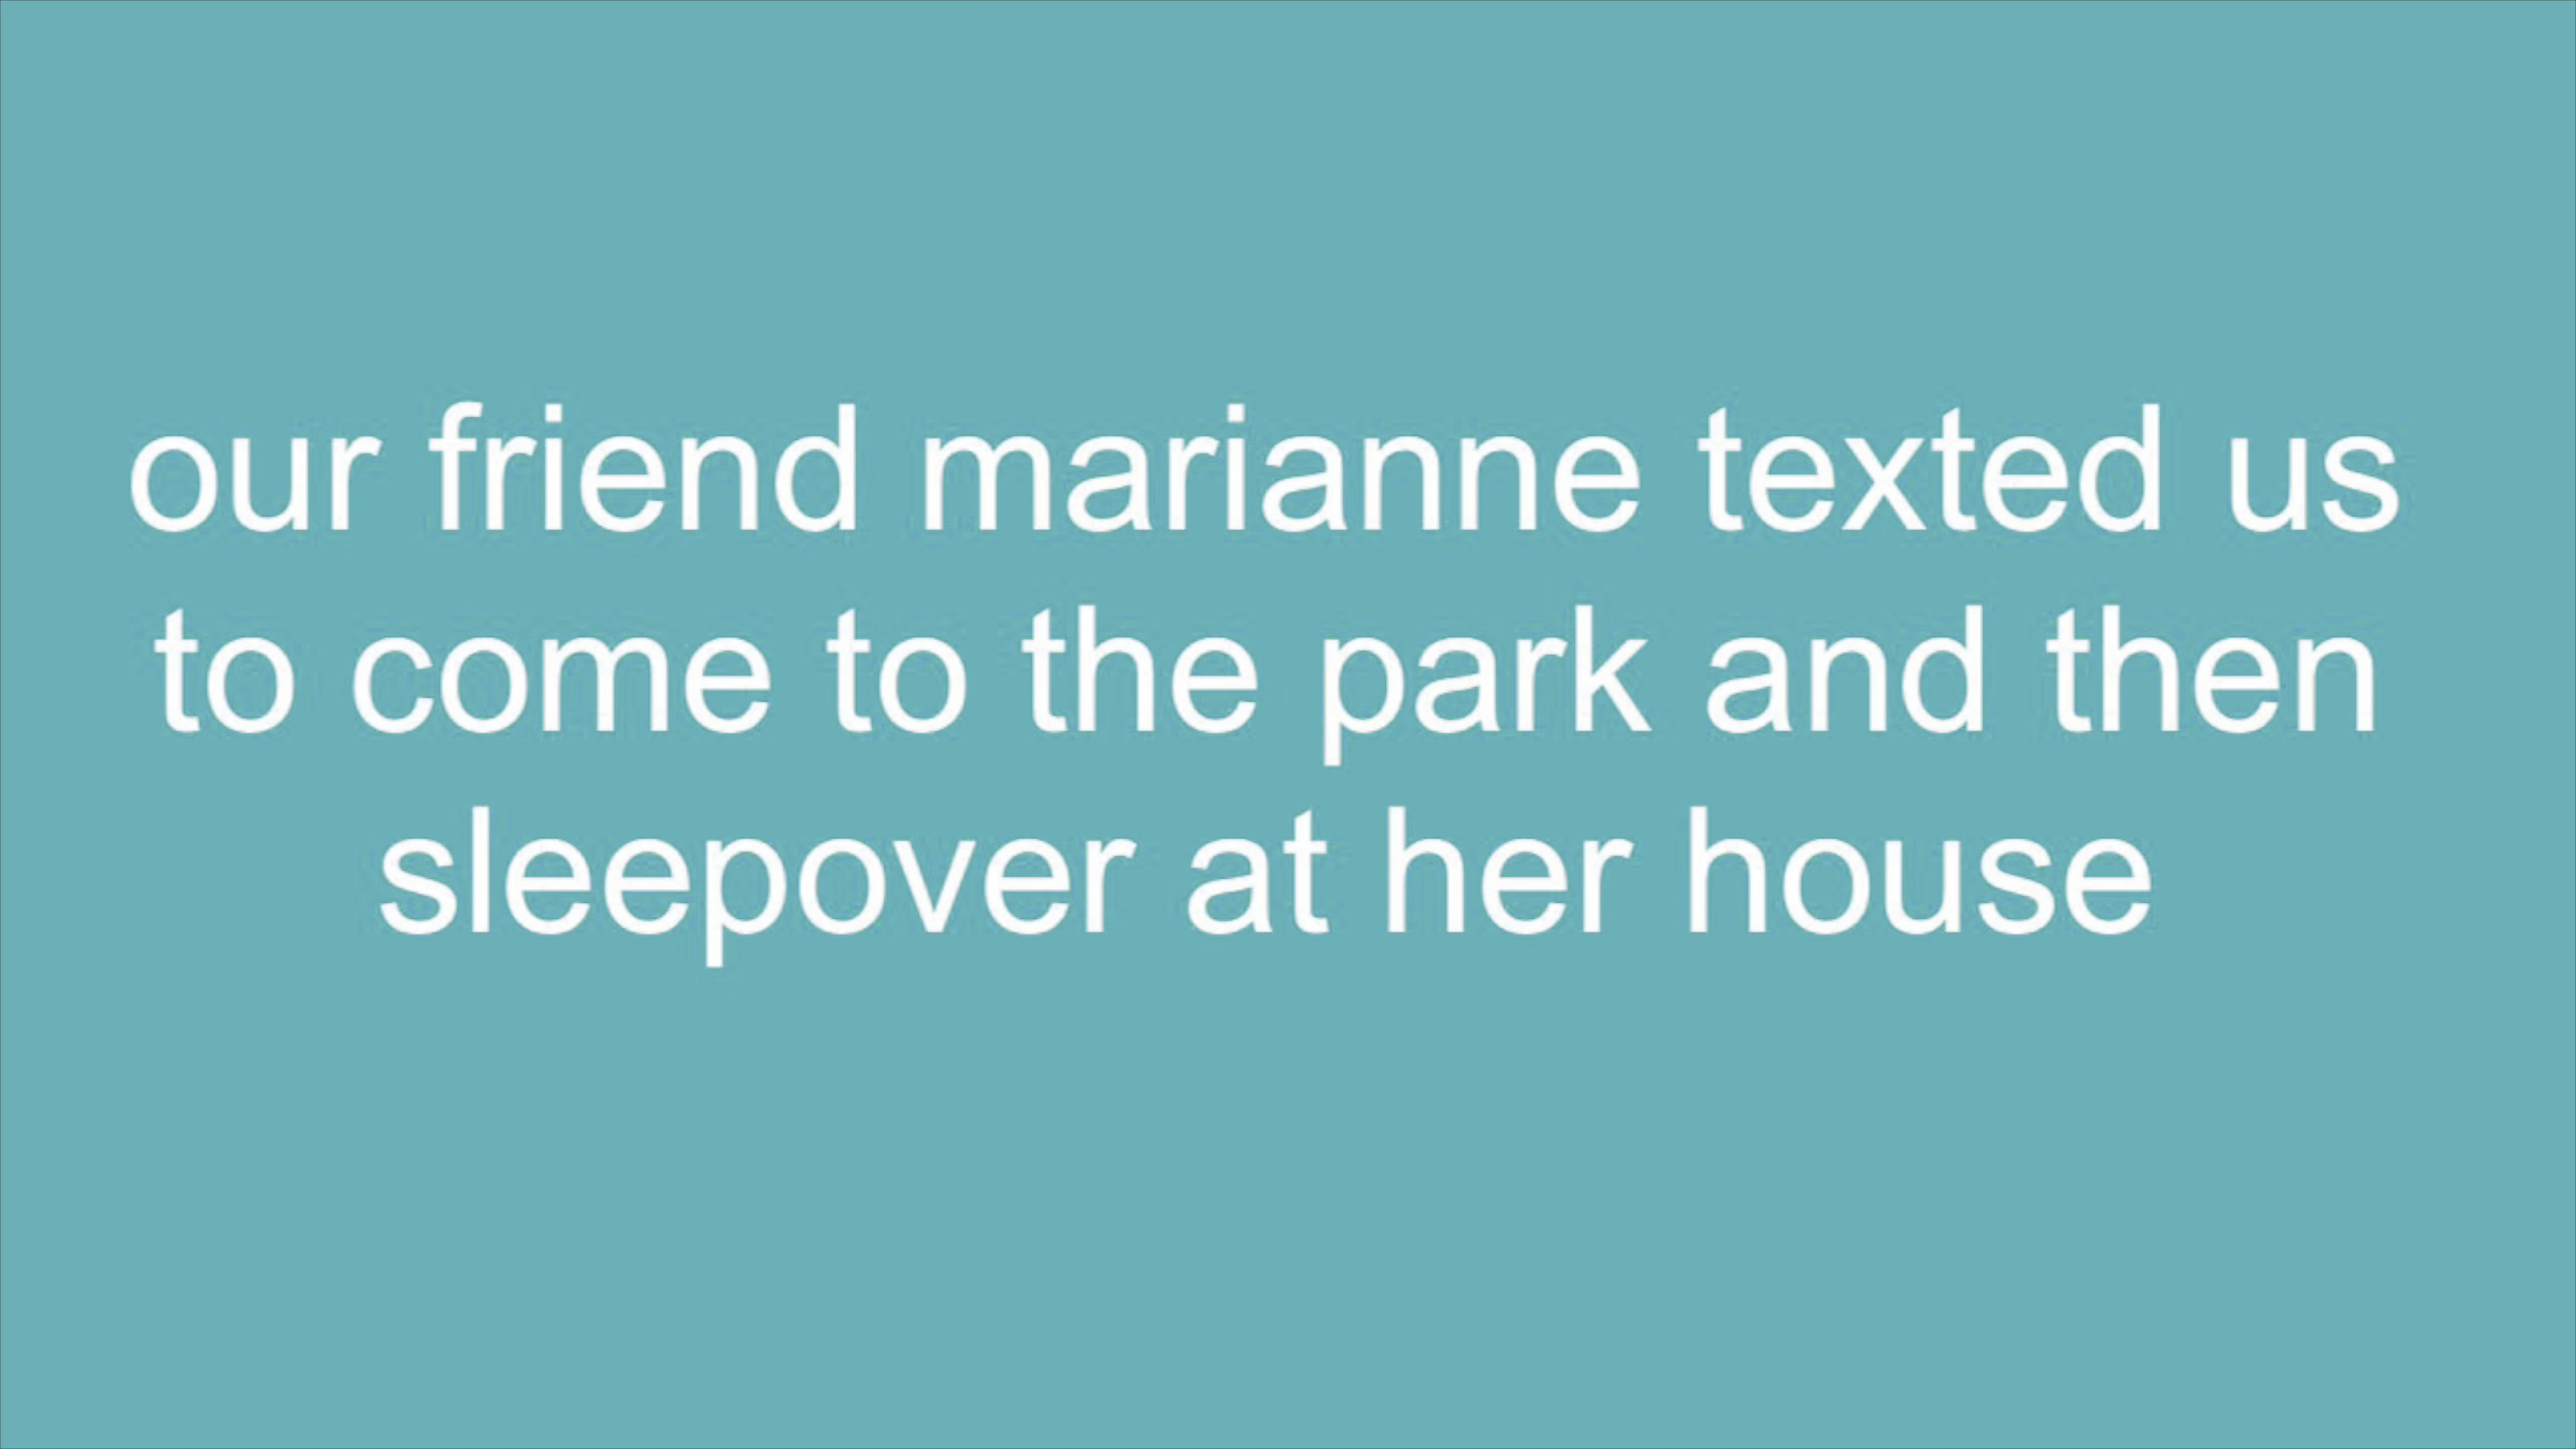 our friend marianne texted us
to come to the park and then
sleepover at her house